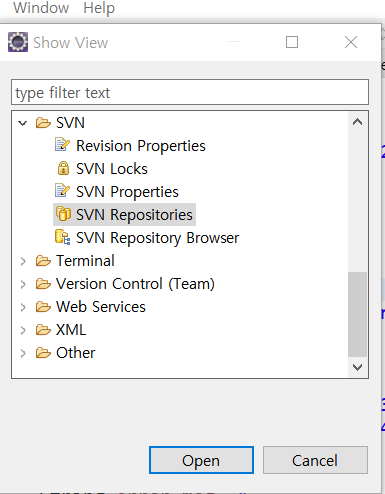 Window Help
Show View
type filter text
SVN
Revision Properties
SVN Locks
SVN Properties
SVN Repositories
SVN Repository Browser
Terminal
Version Control (Team)
Web Services
XML
Other
Open Cancel